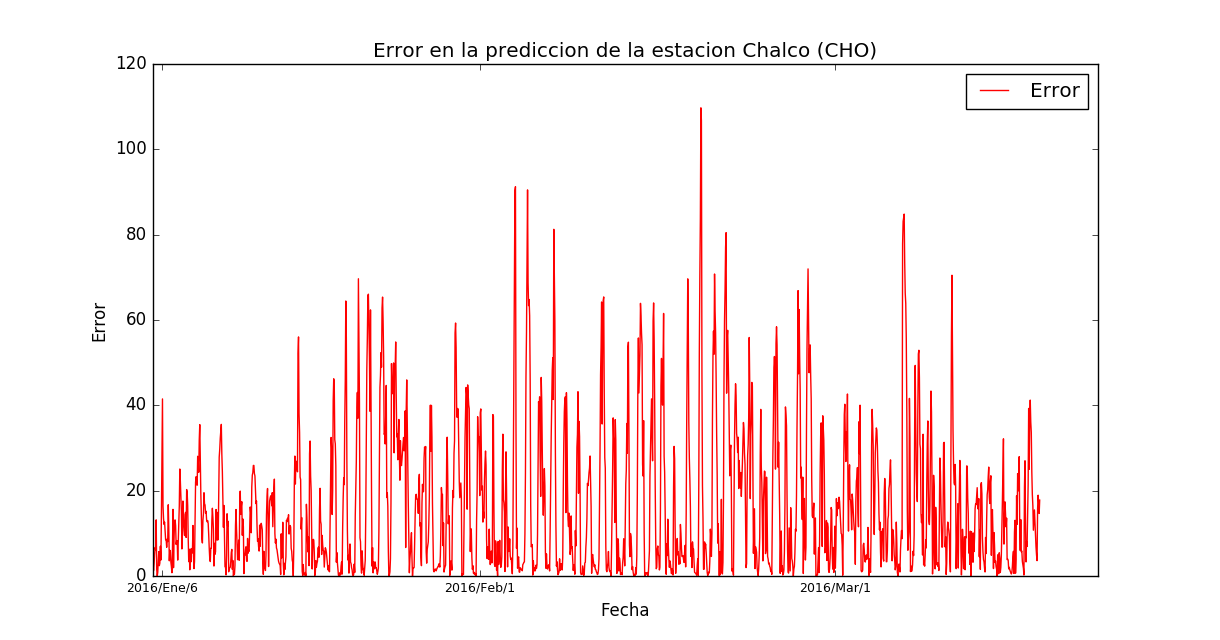 Error en la prediccion de la estacion Chalco (CHO)
Error
120
100
80
60
40
20
0
Error
2016/Ene/6
2016/Feb/1
2016/Mar/1
Fecha